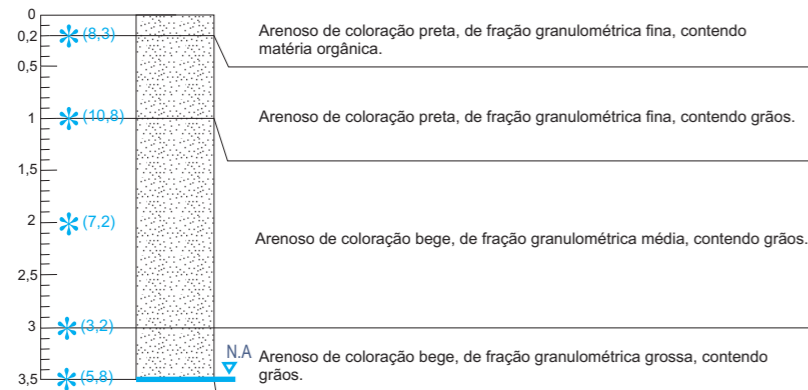 0
0,2
(8,3)
Arenoso de coloração preta, de fração granulométrica fina, contendo
matéria orgânica.
0,5
1
(10,8)
Arenoso de coloração preta, de fração granulométrica fina, contendo grãos.
1,5
2
(7,2)
Arenoso de coloração bege, de fração granulométrica média, contendo grãos.
2,5
3
(3,2)
N.A
Arenoso de coloração bege, de fração granulométrica grossa, contendo
grãos.
3,5
(5,8)